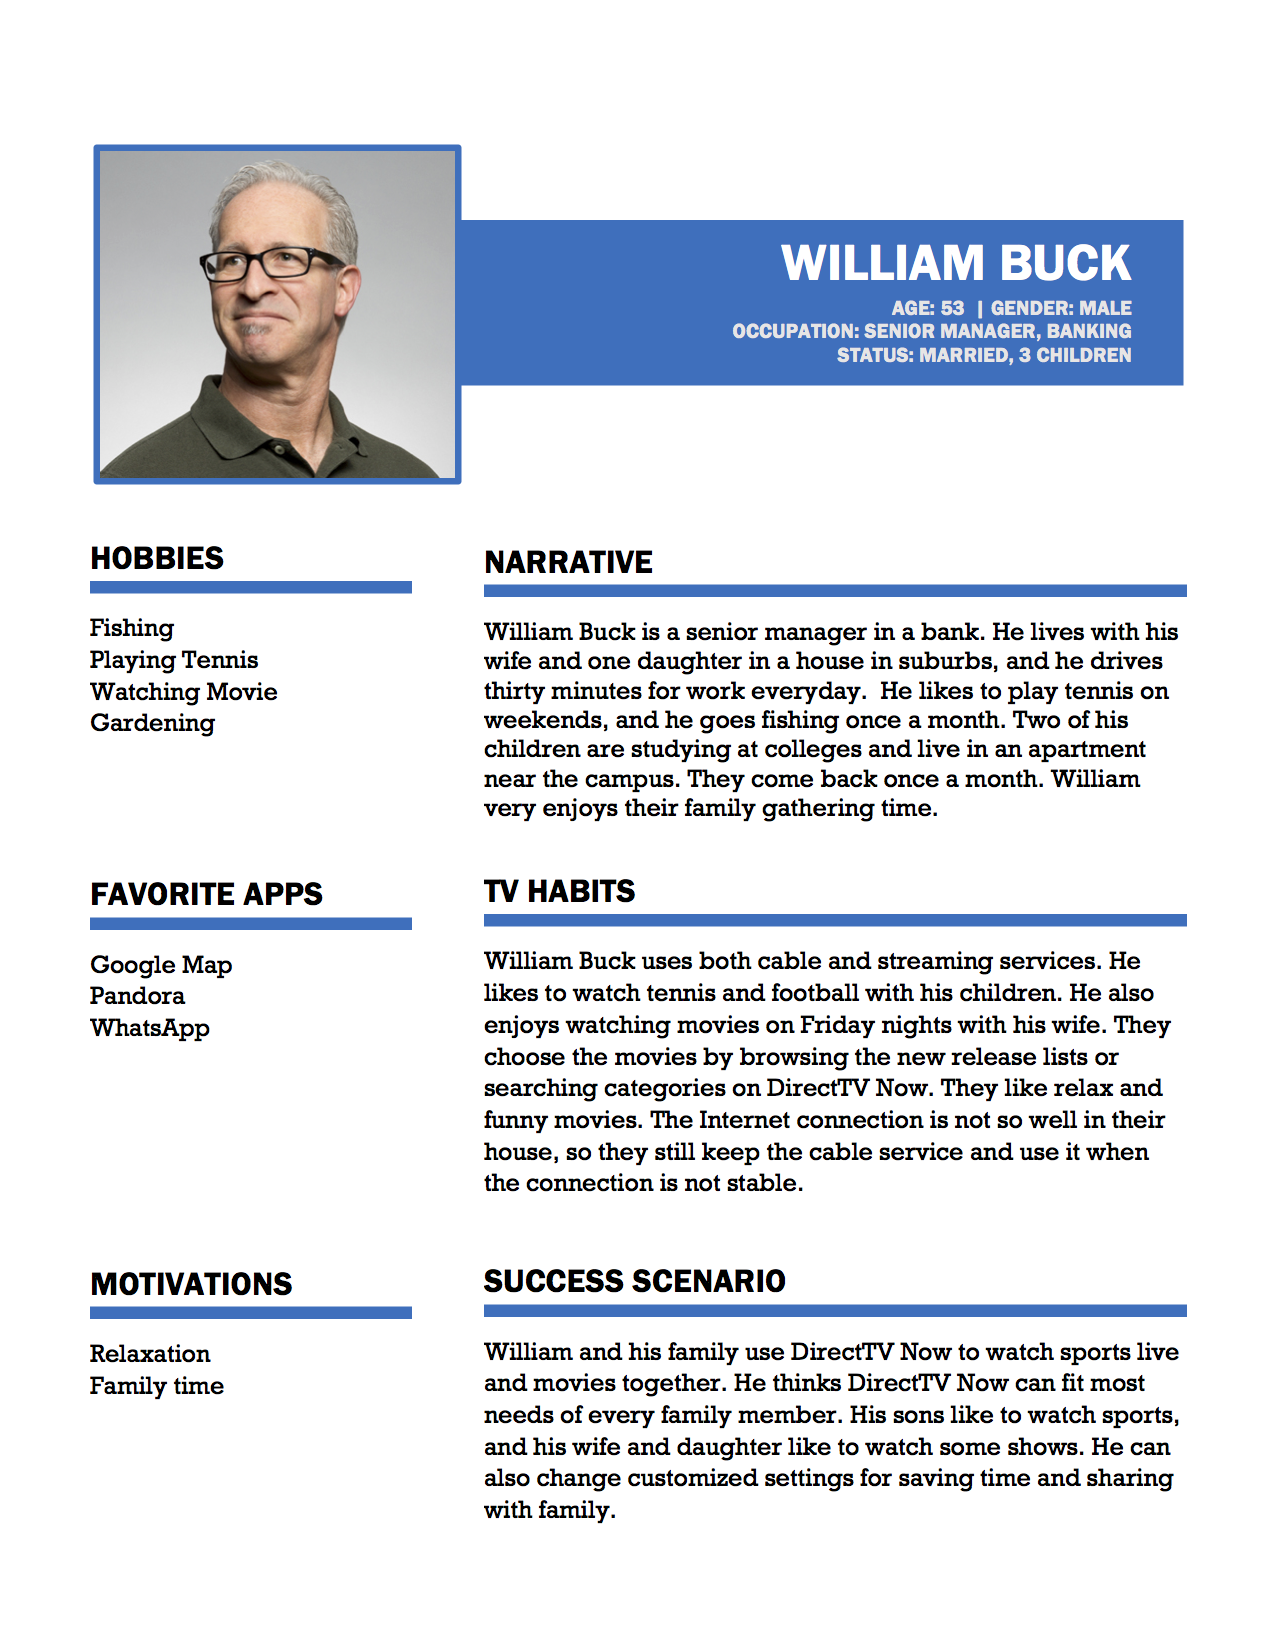 WILLIAM BUCK
AGE: 53 | GENDER: MALE
OCCUPATION: SENIOR MANAGER, BANKING
STATUS: MARRIED, 3 CHILDREN
HOBBIES
Fishing
Playing Tennis
Watching Movie
Gardening
NARRATIVE
William Buck is a senior manager in a bank. He lives with his
wife and one daughter in a house in suburbs, and he drives
thirty minutes for work everyday. He likes to play tennis on
weekends, and he goes fishing once a month. Two of his
children are studying at colleges and live in an apartment
near the campus. They come back once a month. William
very enjoys their family gathering time.
FAVORITE APPS
Google Map
Pandora
WhatsApp
TV HABITS
William Buck uses both cable and streaming services. He
likes to watch tennis and football with his children. He also
enjoys watching movies on Friday nights with his wife. They
choose the movies by browsing the new release lists or
searching categories on DirectTV Now. They like relax and
funny movies. The Internet connection is not so well in their
house, so they still keep the cable service and use it when
the connection is not stable.
MOTIVATIONS
Relaxation
Family time
SUCCESS SCENARIO
William and his family use DirectTV Now to watch sports live
and movies together. He thinks DirectTV Now can fit most
needs of every family member. His sons like to watch sports,
and his wife and daughter like to watch some shows. He can
also change customized settings for saving time and sharing
with family.